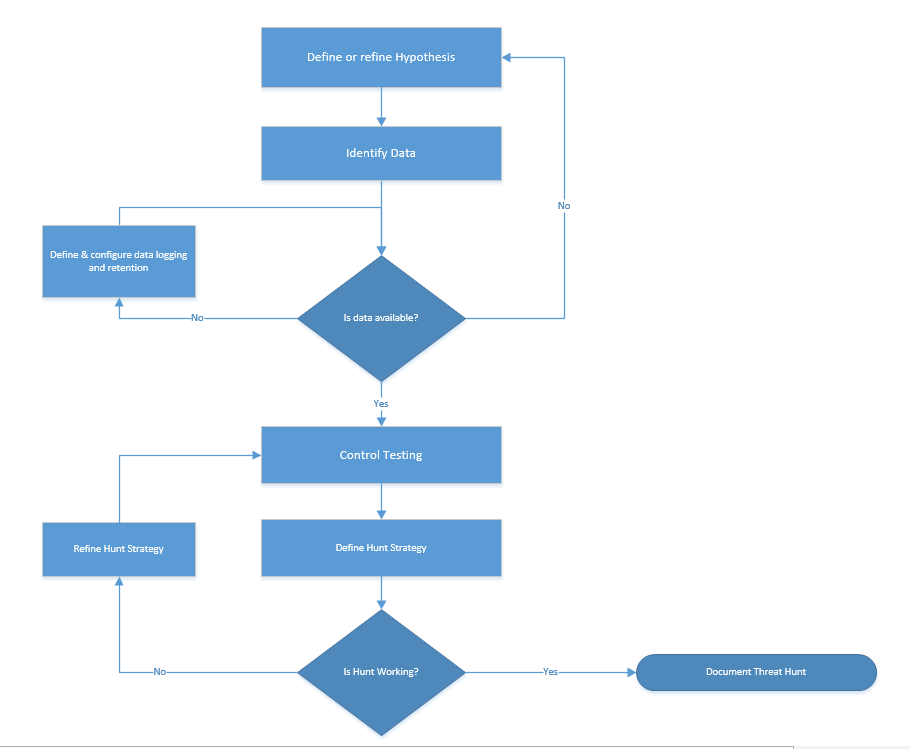 Define or refine Hypothesis
Identify Data
No
Define & configure data logging
and retention
No
Is data available?
Yes
Control Testing
Refine Hunt Strategy
Define Hunt Strategy
No
Is Hunt Working?
Yes
Document Threat Hunt